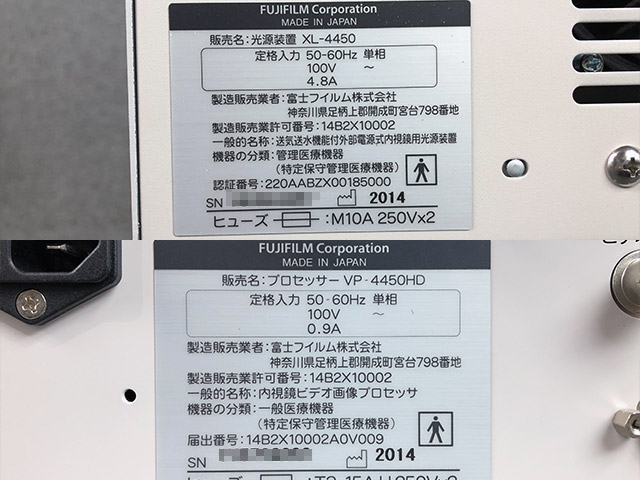 FUJIFILM Corporation
MADE IN JAPAN
販売名:光源装置 XL-4450
定格入力 50-60Hz 単相
100V ~
4.8A
製造販売業者:富士フイルム株式会社
神奈川県足柄上郡開成町宮台798番地
製造販売業許可番号:14B2X10002
一般的名称:送気送水機能付外部電源式内視鏡用光源装置
機器の分類:管理医療機器
(特定保守管理医療機器)
認証番号:220AABZX00185000
SN 2014
ヒューズ :M10A 250V×2
FUJIFILM Corporation
MADE IN JAPAN
販売名:プロセッサー VP-4450HD
定格入力 50-60Hz 単相
100V ~
0.9A
製造販売業者:富士フイルム株式会社
神奈川県足柄上郡開成町宮台798番地
製造販売業許可番号:14B2X10002
一般的名称:内視鏡ビデオ画像プロセッサ
機器の分類:一般医療機器
(特定保守管理医療機器)
届出番号:14B2X10002A0V009
SN 2014
ヒューズ